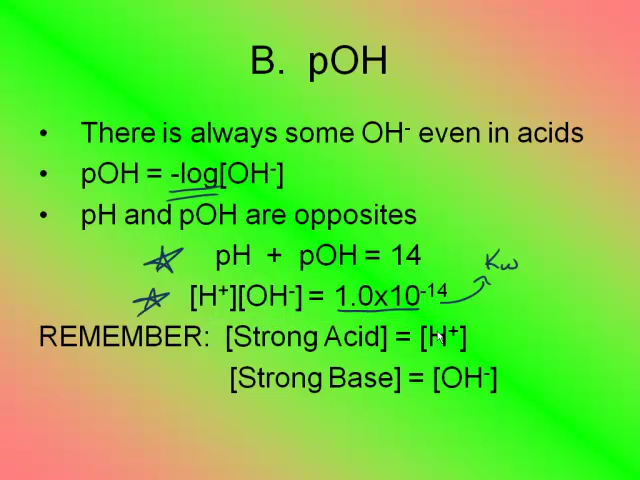 B. pOH
• There is always some OH⁻ even in acids
• pOH = -log[OH⁻]
• pH and pOH are opposites
pH + pOH = 14
Kw
[H⁺][OH⁻] = 1.0x10⁻¹⁴
REMEMBER: [Strong Acid] = [H⁺]
[Strong Base] = [OH⁻]